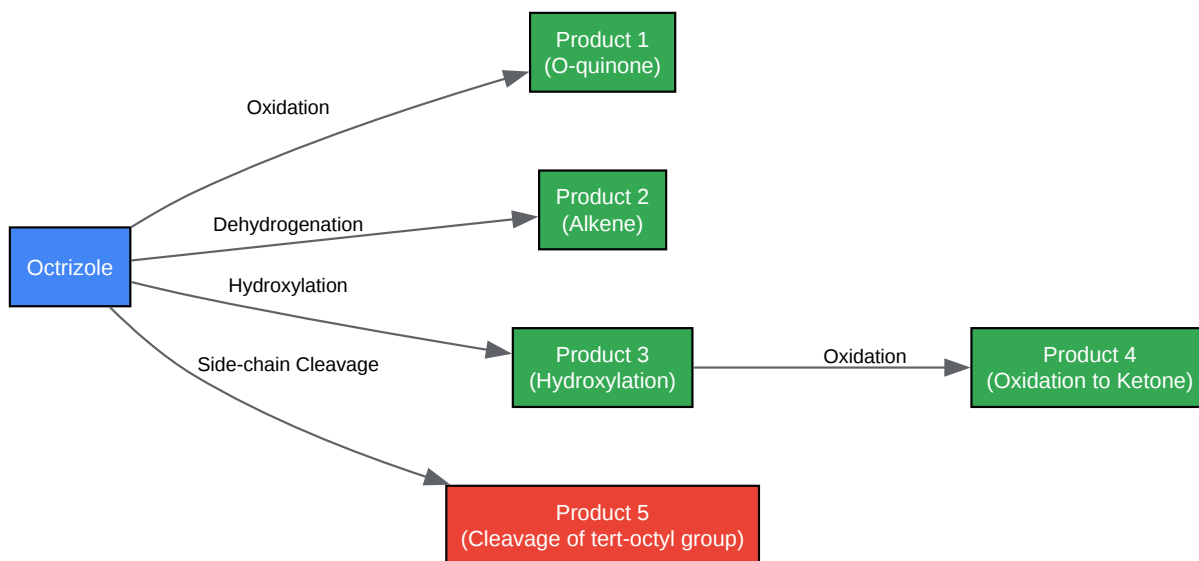 Product 1
(O-quinone)
Oxidation
Product 2
(Alkene)
Dehydrogenation
Octrizole
Hydroxylation
Product 3
(Hydroxylation)
Oxidation
Product 4
(Oxidation to Ketone)
Side-chain Cleavage
Product 5
(Cleavage of tert-octyl group)